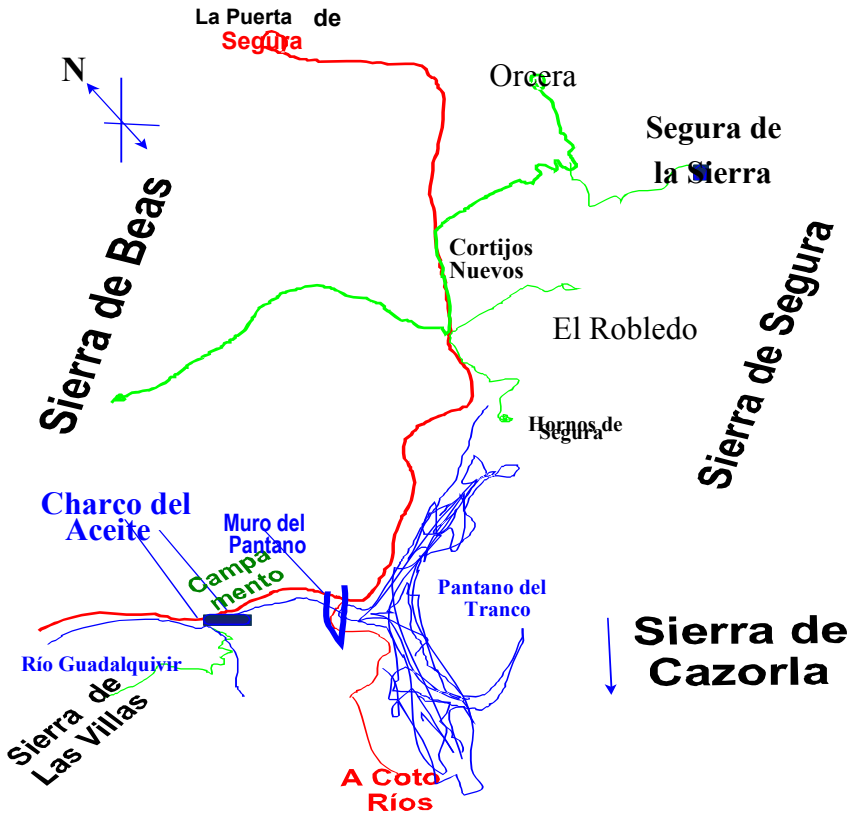 La Puerta de
Segura
N
Orcera
Segura de
la Sierra
Sierra de Beas
Cortijos
Nuevos
Sierra de Segura
El Robledo
Hornos de
Segura
Charco del
Aceite
Muro del
Pantano
Campa
mento
Pantano del
Tranco
Sierra de
Cazorla
Río Guadalquivir
Sierra de
Las Villas
A Coto
Ríos